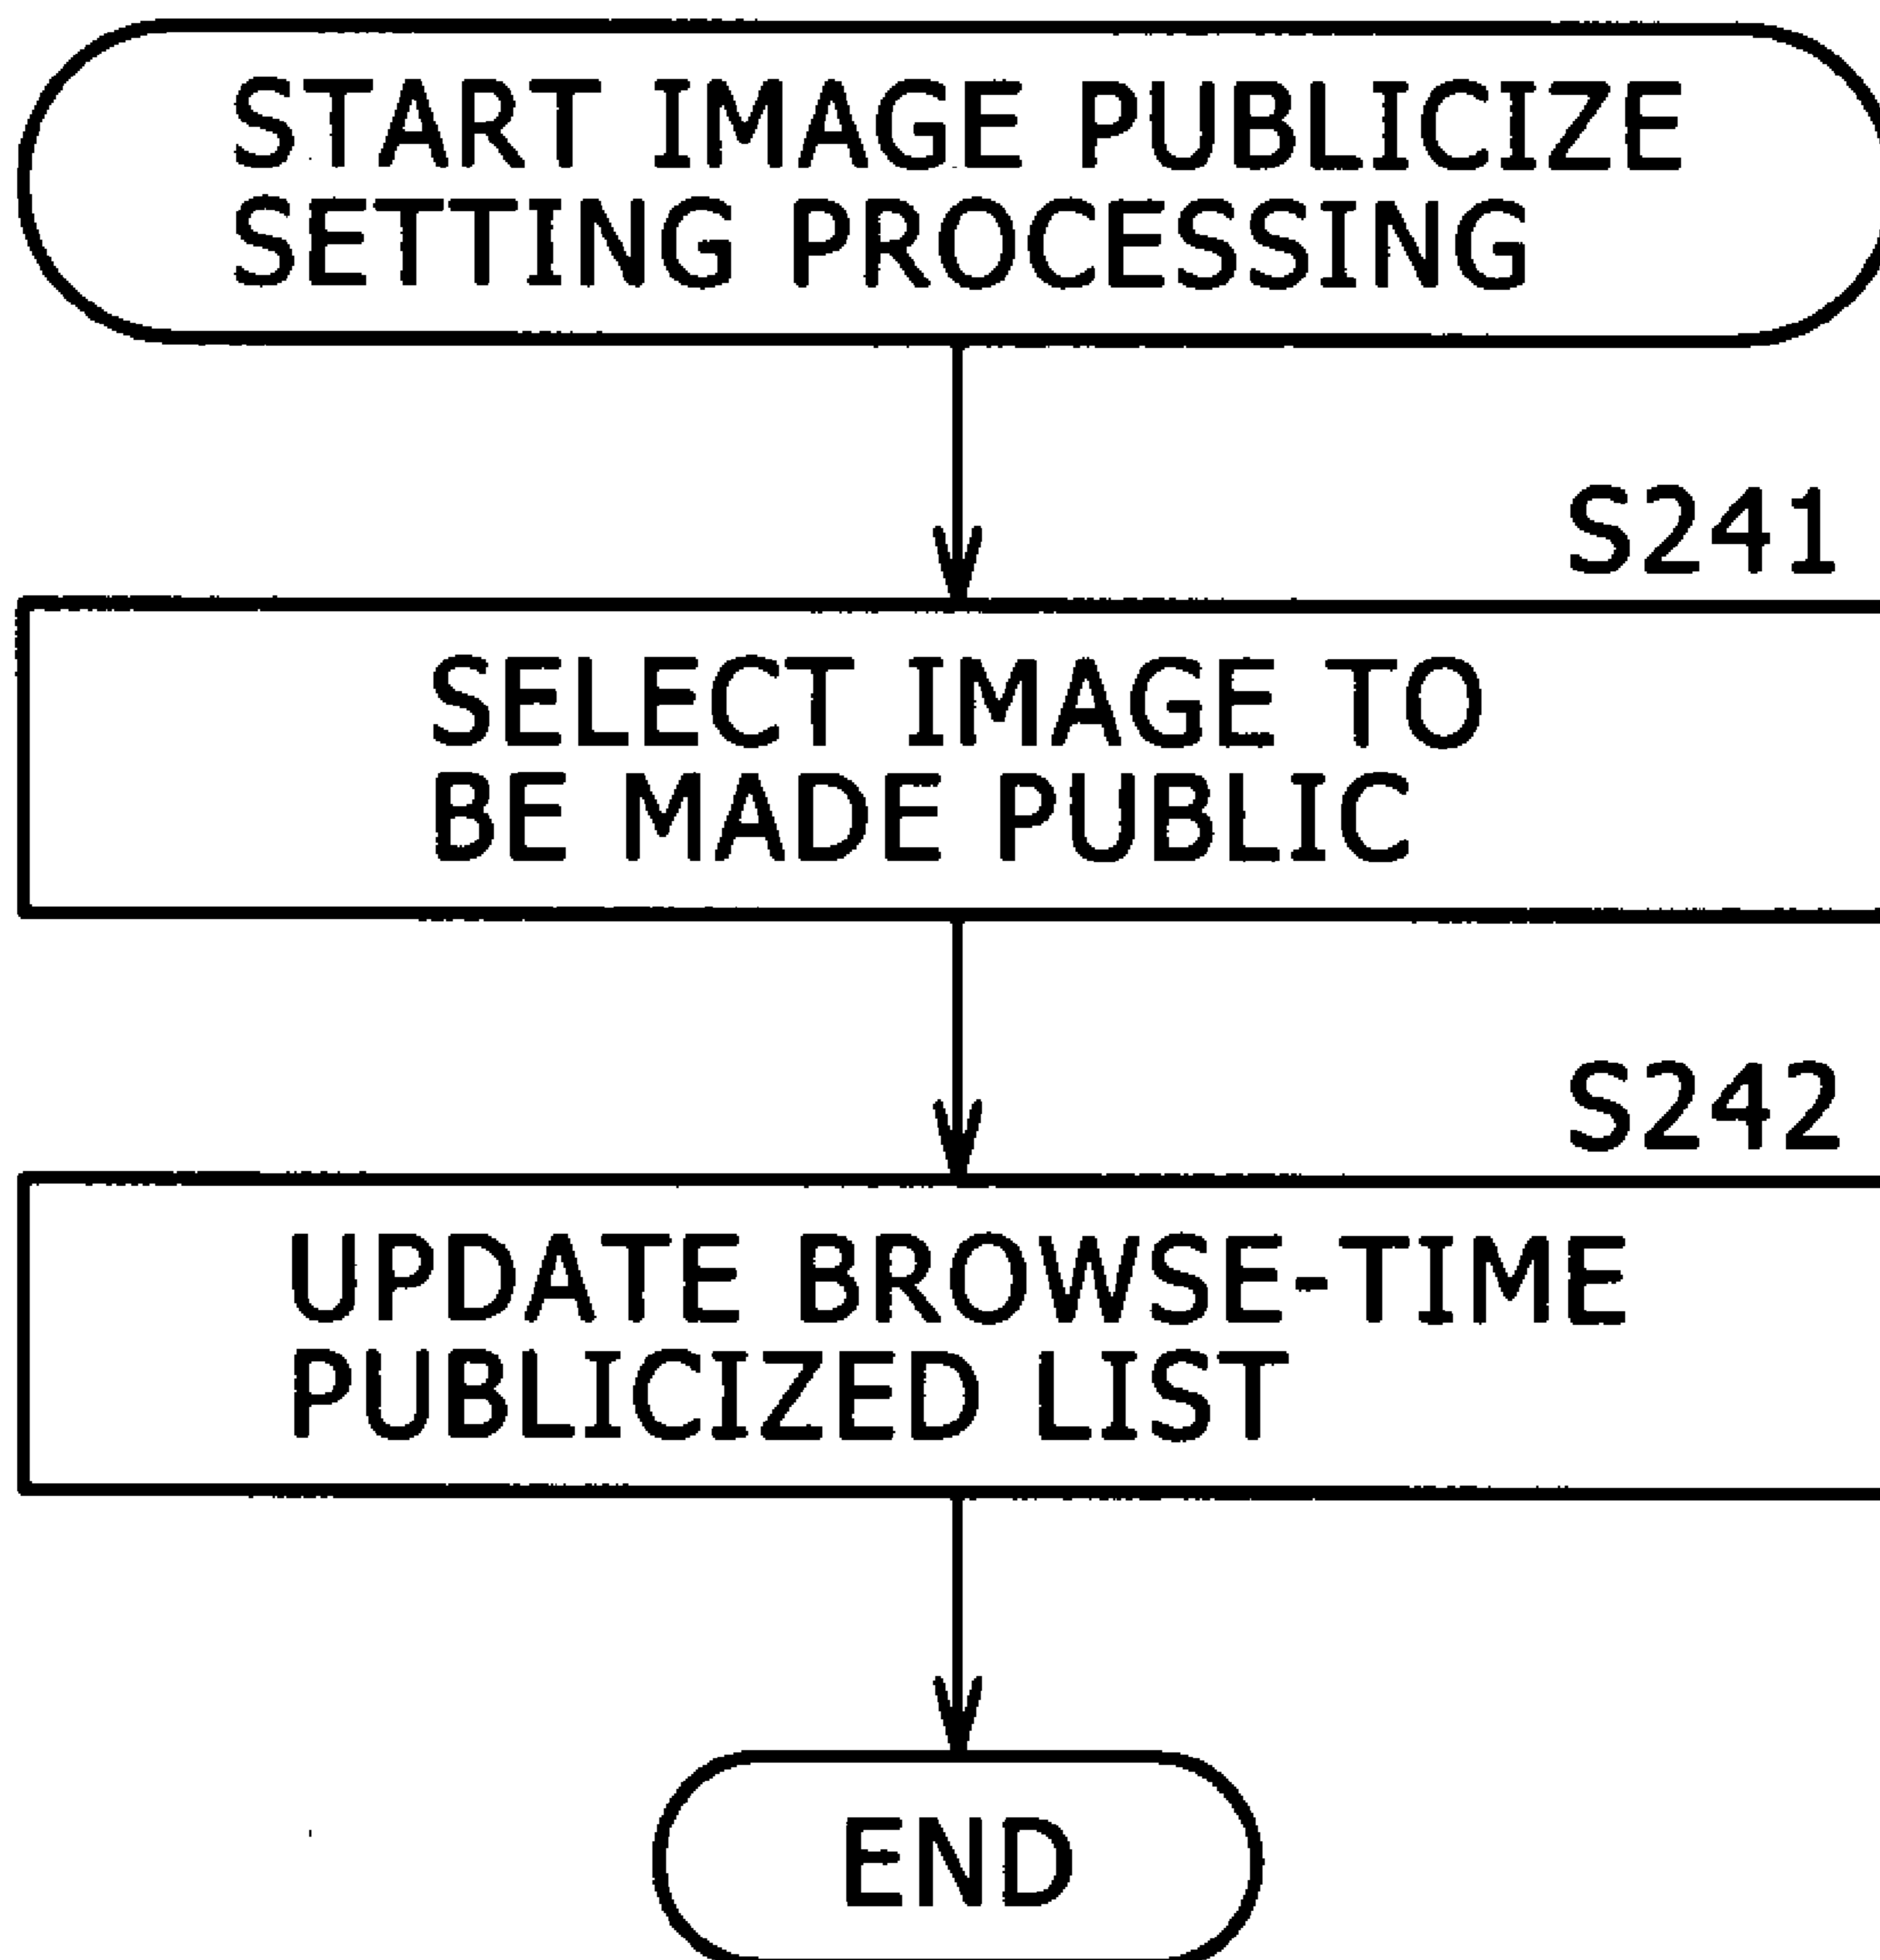 START IMAGE PUBLICIZE
SETTING PROCESSING
S241
SELECT IMAGE TO
BE MADE PUBLIC
S242
UPDATE BROWSE-TIME
PUBLICIZED LIST
END